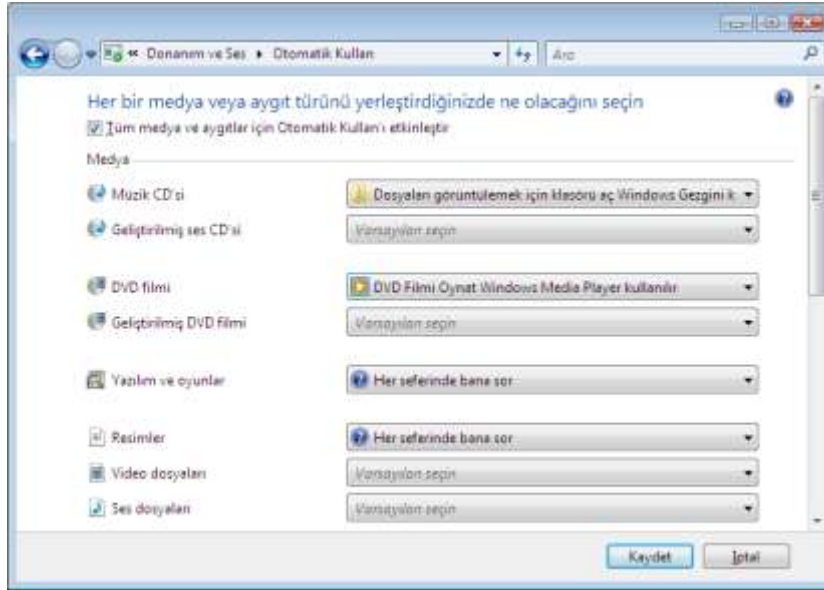 « Donanım ve Ses ▸ Otomatik Kullan
Ara
Her bir medya veya aygıt türünü yerleştirdiğinizde ne olacağını seçin
Tüm medya ve aygıtlar için Otomatik Kullan'ı etkinleştir
Medya
Müzik CD'si
Dosyaları görüntülemek için klasörü aç Windows Gezgini k
Geliştirilmiş ses CD'si
Varsayılan seçin
DVD filmi
DVD Filmi Oynat Windows Media Player kullanılır
Geliştirilmiş DVD filmi
Varsayılan seçin
Yazılım ve oyunlar
Her seferinde bana sor
Resimler
Her seferinde bana sor
Video dosyaları
Varsayılan seçin
Ses dosyaları
Varsayılan seçin
Kaydet
İptal